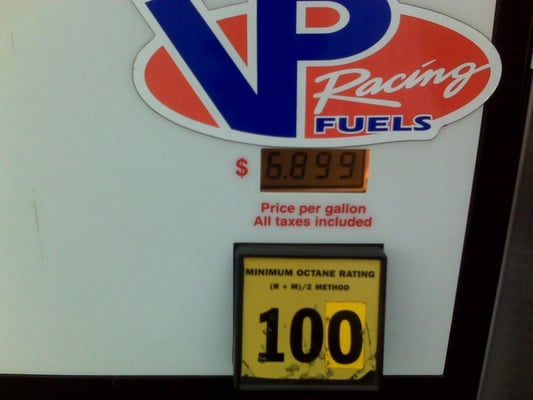 VP
Racing
FUELS
$ 6.899
Price per gallon
All taxes included
MINIMUM OCTANE RATING
(R + M)/2 METHOD
100